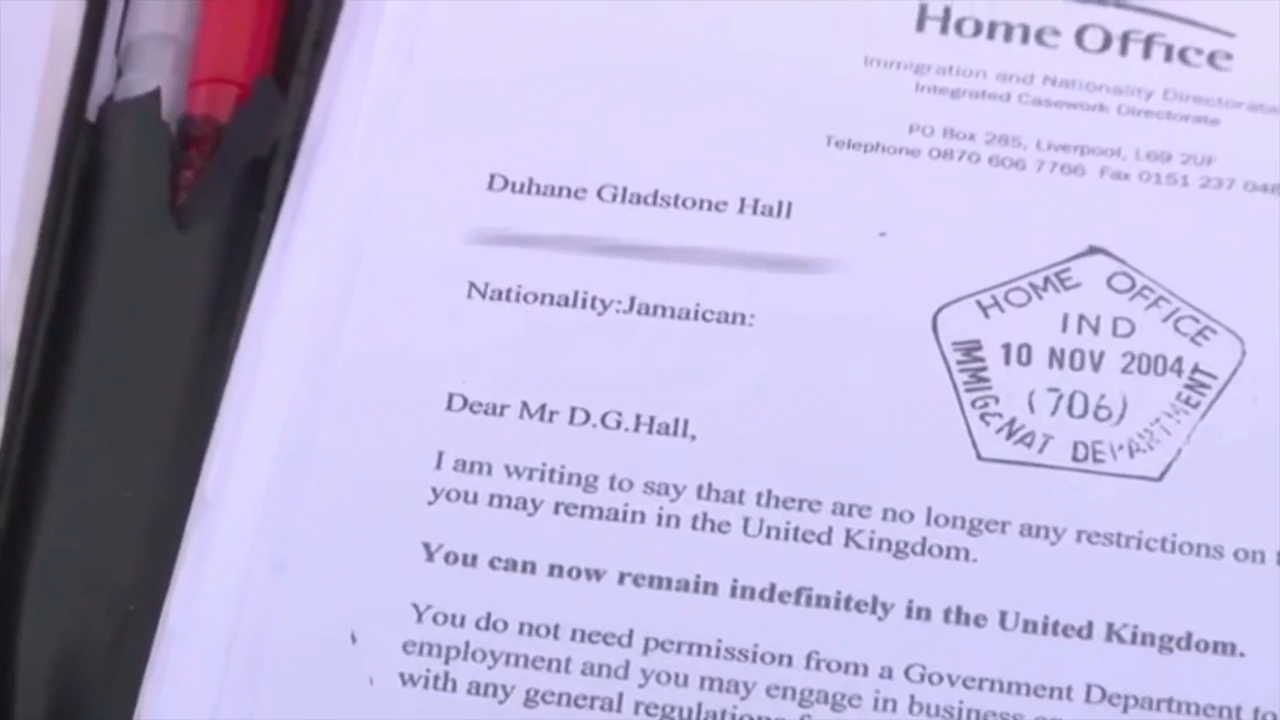 Home Office
Immigration and Nationality Directorate
Integrated Casework Directorate
PO Box 285, Liverpool, L69 2UF
Telephone 0870 606 7766 Fax 0151 237 048
Duhane Gladstone Hall
Nationality:Jamaican:
HOME OFFICE
IND
10 NOV 2004
(706)
IMMIG NAT DEPARTMENT
Dear Mr D.G.Hall,
I am writing to say that there are no longer any restrictions on
you may remain in the United Kingdom.
You can now remain indefinitely in the United Kingdom.
You do not need permission from a Government Department to
employment and you may engage in business
with any general regulations